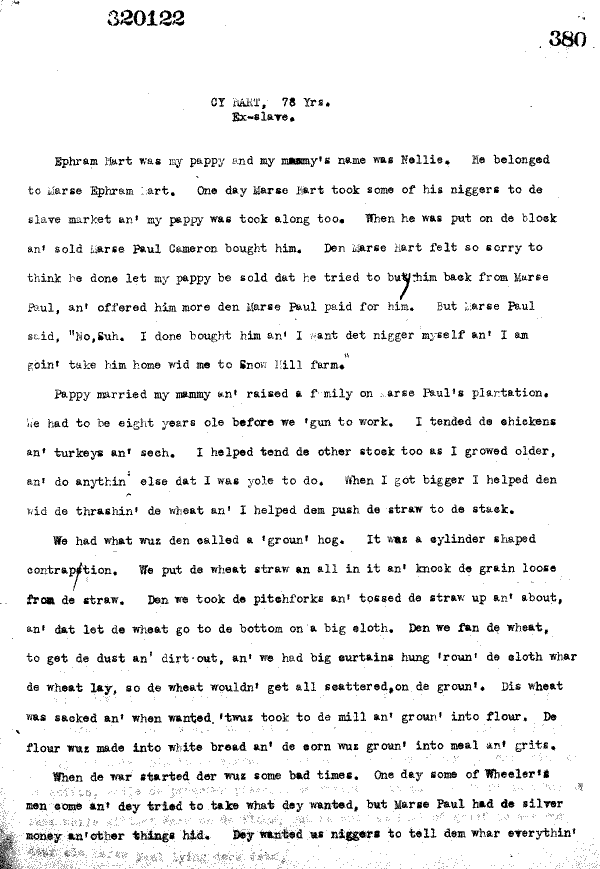 320122
380
CY HART, 78 Yrs.
Ex-slave.
Ephram Hart was my pappy and my mammy's name was Nellie. He belonged
to Marse Ephram Hart. One day Marse Hart took some of his niggers to de
slave market an' my pappy was took along too. When he was put on de block
an' sold Marse Paul Cameron bought him. Den Marse Hart felt so sorry to
think he done let my pappy be sold dat he tried to buy him back from Marse
Paul, an' offered him more den Marse Paul paid for him. But Marse Paul
said, "No,Suh. I done bought him an' I want det nigger myself an' I am
goin' take him home wid me to Snow Hill farm."
Pappy married my mammy an' raised a family on Marse Paul's plantation.
We had to be eight years ole before we 'gun to work. I tended de chickens
an' turkeys an' sech. I helped tend de other stock too as I growed older,
an' do anythin' else dat I was yole to do. When I got bigger I helped den
wid de thrashin' de wheat an' I helped dem push de straw to de stack.
We had what wuz den called a 'groun' hog. It waz a cylinder shaped
contraption. We put de wheat straw an all in it an' knock de grain loose
from de straw. Den we took de pitchforks an' tossed de straw up an' about,
an' dat let de wheat go to de bottom on a big cloth. Den we fan de wheat,
to get de dust an' dirt out, an' we had big curtains hung 'roun' de cloth whar
de wheat lay, so de wheat wouldn' get all scattered,on de groun'. Dis wheat
was sacked an' when wanted 'twuz took to de mill an' groun' into flour. De
flour wuz made into white bread an' de corn wuz groun' into meal an' grits.
When de war started der wuz some bad times. One day some of Wheeler's
men come an' dey tried to take what dey wanted, but Marse Paul had de silver
money an'other things hid. Dey wanted us niggers to tell dem whar everythin'